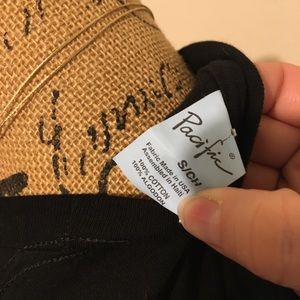 Pacific
®
S/CH
Fabric Made in USA
Assembled in Haiti
100% COTTON
100% ALGODON